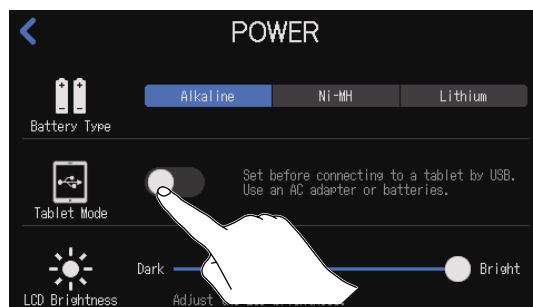 POWER
Alkaline Ni-MH Lithium
Battery Type
Set before connecting to a tablet by USB.
Use an AC adapter or batteries.
Tablet Mode
Dark Bright
LCD Brightness
Adjust